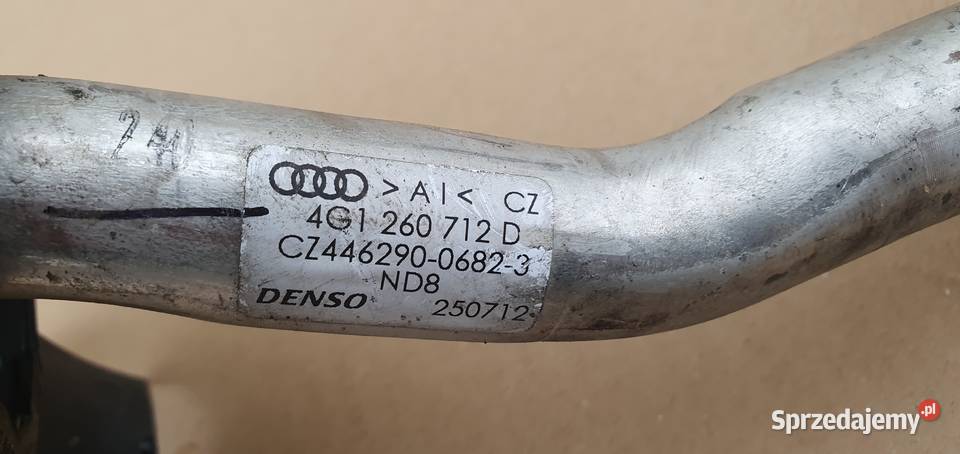 >AI< CZ
4G1 260 712 D
CZ446290-0682-3
ND8
DENSO 250712
Sprzedajemy.pl